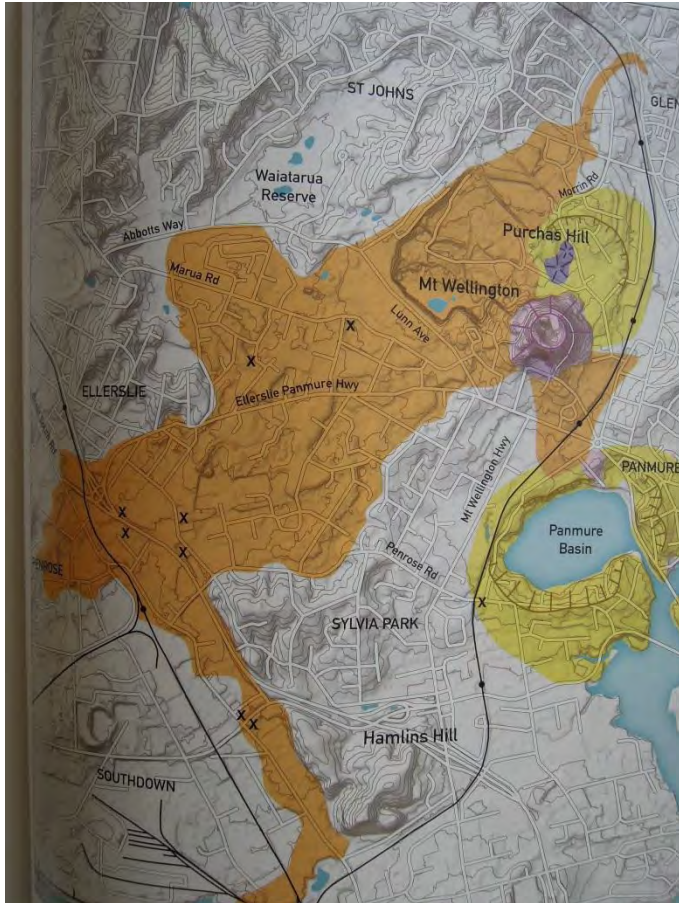 ST JOHNS
GLEN
Waiatarua
Reserve
Morrin Rd
Abbotts Way
Purchas Hill
Marua Rd
Mt Wellington
Lunn Ave
X
X
ELLERSLIE
Ellerslie Panmure Hwy
Mt Wellington Hwy
PANMURE
X
X
X
X
Panmure
Basin
Penrose Rd
X
SYLVIA PARK
X
X
Hamlins Hill
SOUTHDOWN